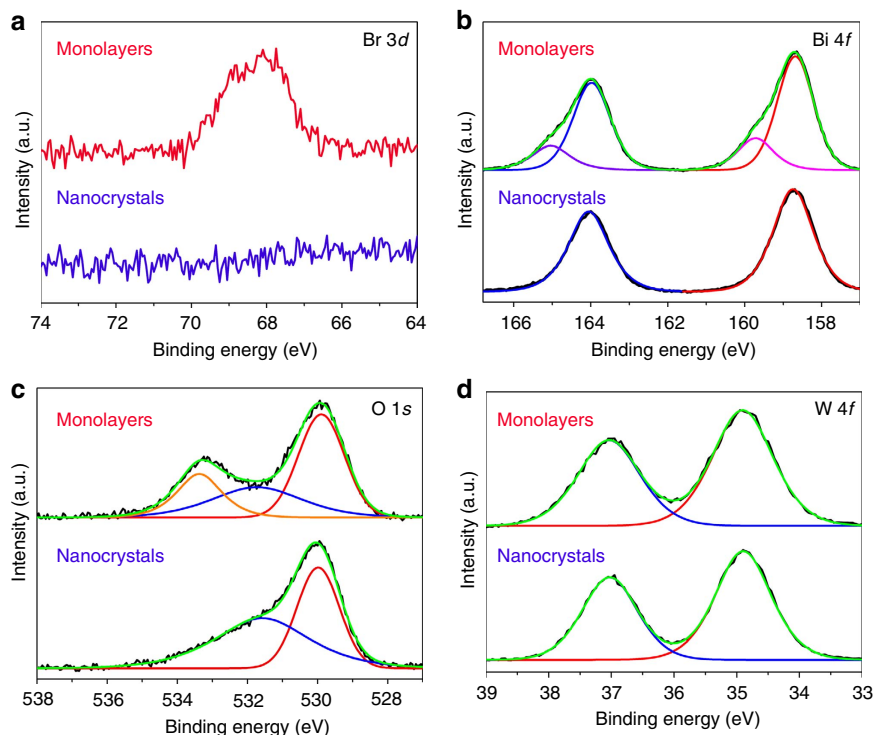 a
Br 3d
Monolayers
Nanocrystals
Intensity (a.u.)
74 72 70 68 66 64
Binding energy (eV)
b
Bi 4f
Monolayers
Nanocrystals
Intensity (a.u.)
166 164 162 160 158
Binding energy (eV)
c
O 1s
Monolayers
Nanocrystals
Intensity (a.u.)
538 536 534 532 530 528
Binding energy (eV)
d
W 4f
Monolayers
Nanocrystals
Intensity (a.u.)
39 38 37 36 35 34 33
Binding energy (eV)